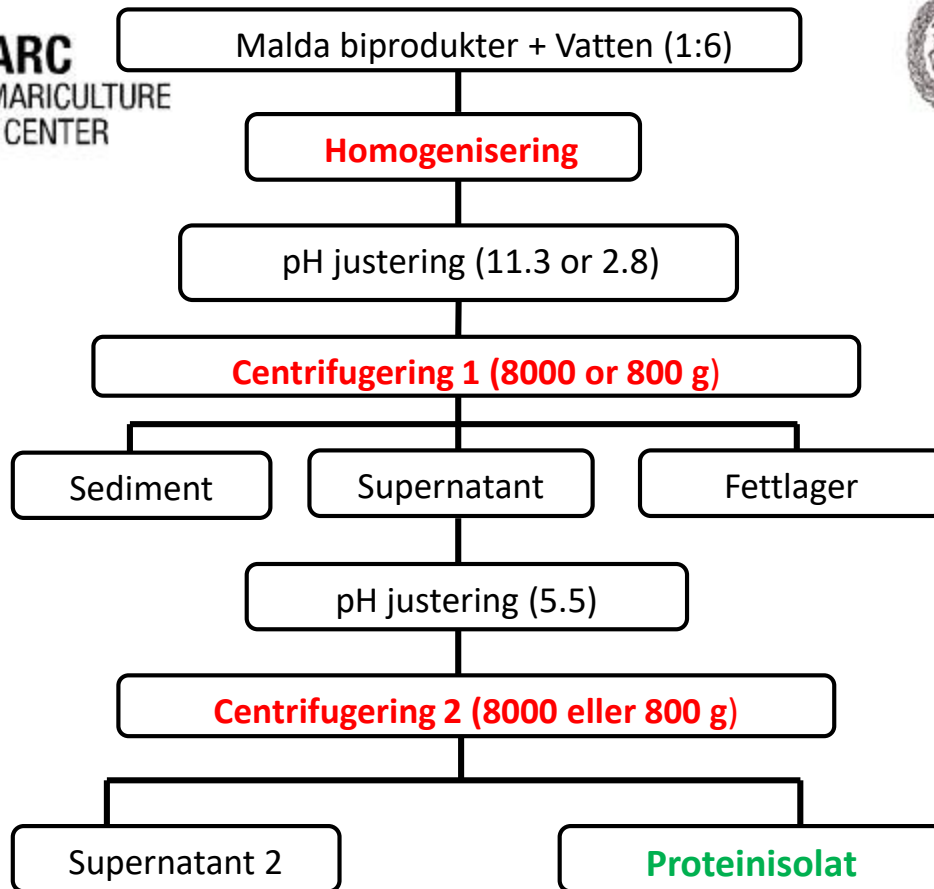 ARC
MARICULTURE
CENTER
Malda biprodukter + Vatten (1:6)
Homogenisering
pH justering (11.3 or 2.8)
Centrifugering 1 (8000 or 800 g)
Sediment
Supernatant
Fettlager
pH justering (5.5)
Centrifugering 2 (8000 eller 800 g)
Supernatant 2
Proteinisolat